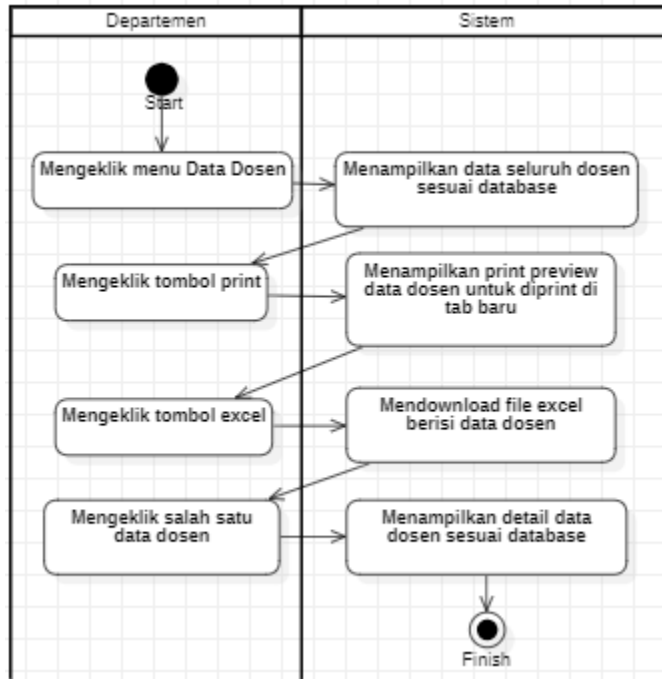 Departemen
Sistem
Start
Mengeklik menu Data Dosen
Menampilkan data seluruh dosen
sesuai database
Mengeklik tombol print
Menampilkan print preview
data dosen untuk diprint di
tab baru
Mengeklik tombol excel
Mendownload file excel
berisi data dosen
Mengeklik salah satu
data dosen
Menampilkan detail data
dosen sesuai database
Finish